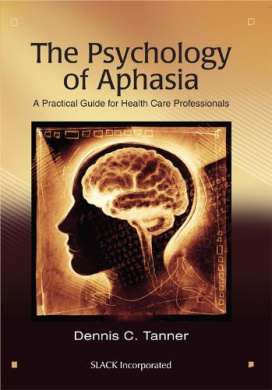 The Psychology
of Aphasia
A Practical Guide for Health Care Professionals
Dennis C. Tanner
SLACK Incorporated